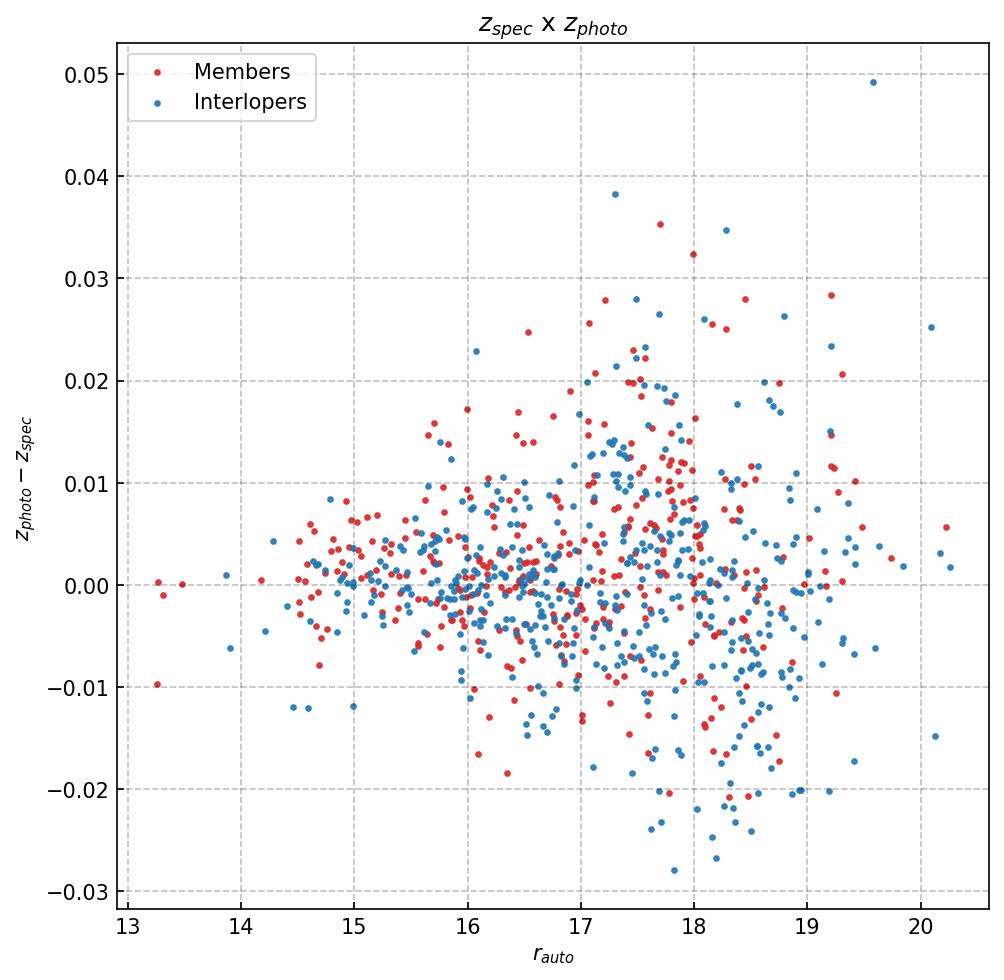 z_spec x z_photo
Members
Interlopers
0.05
0.04
0.03
0.02
0.01
0.00
−0.01
−0.02
−0.03
z_photo − z_spec
13 14 15 16 17 18 19 20
r_auto